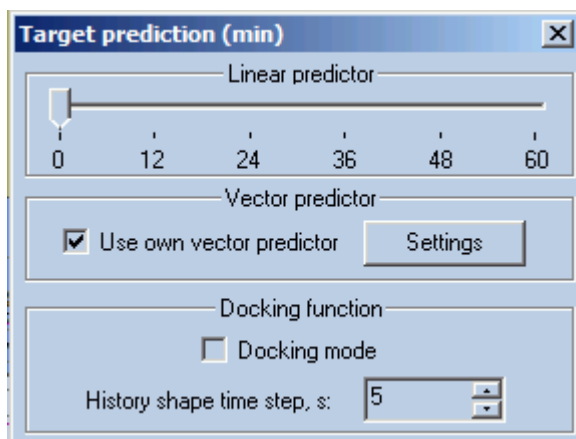 Target prediction (min)
Linear predictor
0 12 24 36 48 60
Vector predictor
Use own vector predictor Settings
Docking function
Docking mode
History shape time step, s: 5